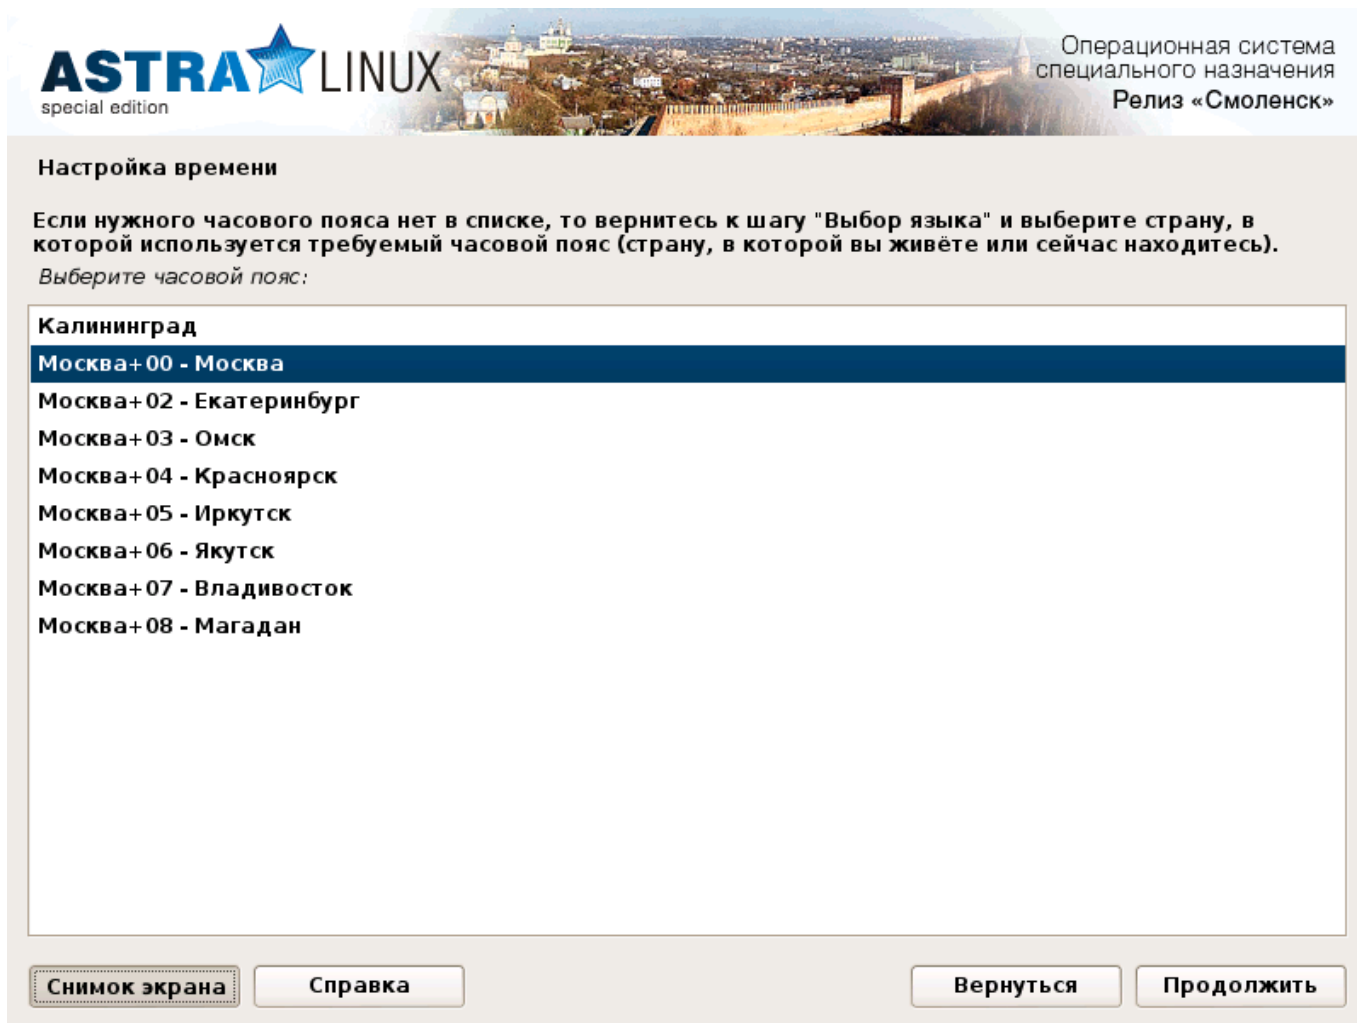 ASTRA LINUX
special edition
Операционная система
специального назначения
Релиз «Смоленск»
Настройка времени
Если нужного часового пояса нет в списке, то вернитесь к шагу "Выбор языка" и выберите страну, в
которой используется требуемый часовой пояс (страну, в которой вы живёте или сейчас находитесь).
Выберите часовой пояс:
Калининград
Москва+00 - Москва
Москва+02 - Екатеринбург
Москва+03 - Омск
Москва+04 - Красноярск
Москва+05 - Иркутск
Москва+06 - Якутск
Москва+07 - Владивосток
Москва+08 - Магадан
Снимок экрана
Справка
Вернуться
Продолжить